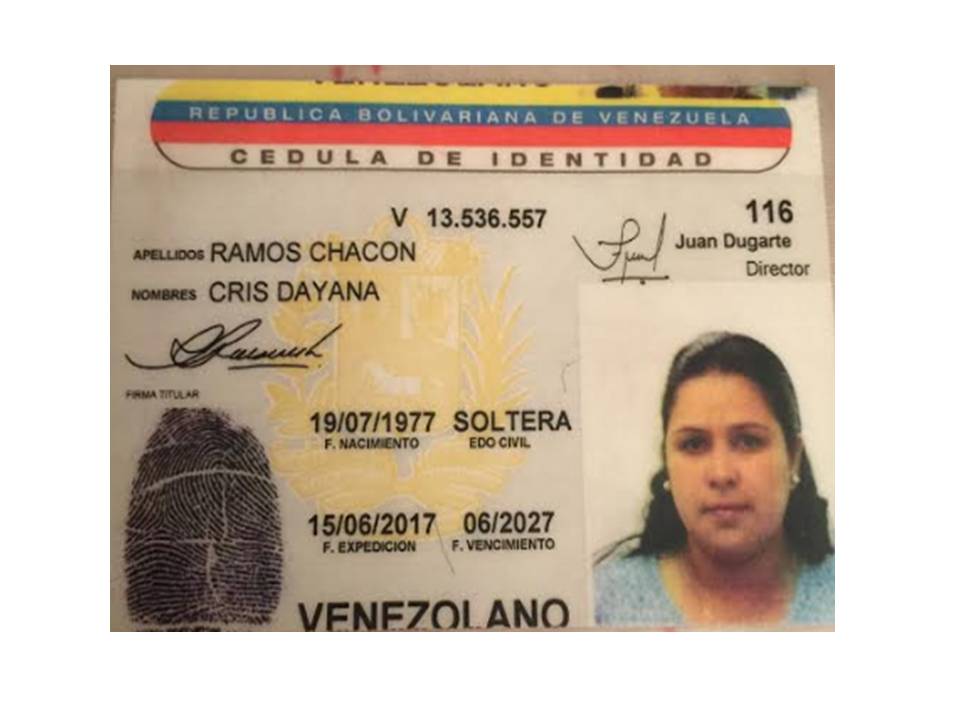 REPUBLICA BOLIVARIANA DE VENEZUELA
CEDULA DE IDENTIDAD
V 13.536.557
116
Juan Dugarte
Director
APELLIDOS RAMOS CHACON
NOMBRES CRIS DAYANA
FIRMA TITULAR
19/07/1977 SOLTERA
F. NACIMIENTO EDO CIVIL
15/06/2017 06/2027
F. EXPEDICION F. VENCIMIENTO
VENEZOLANO